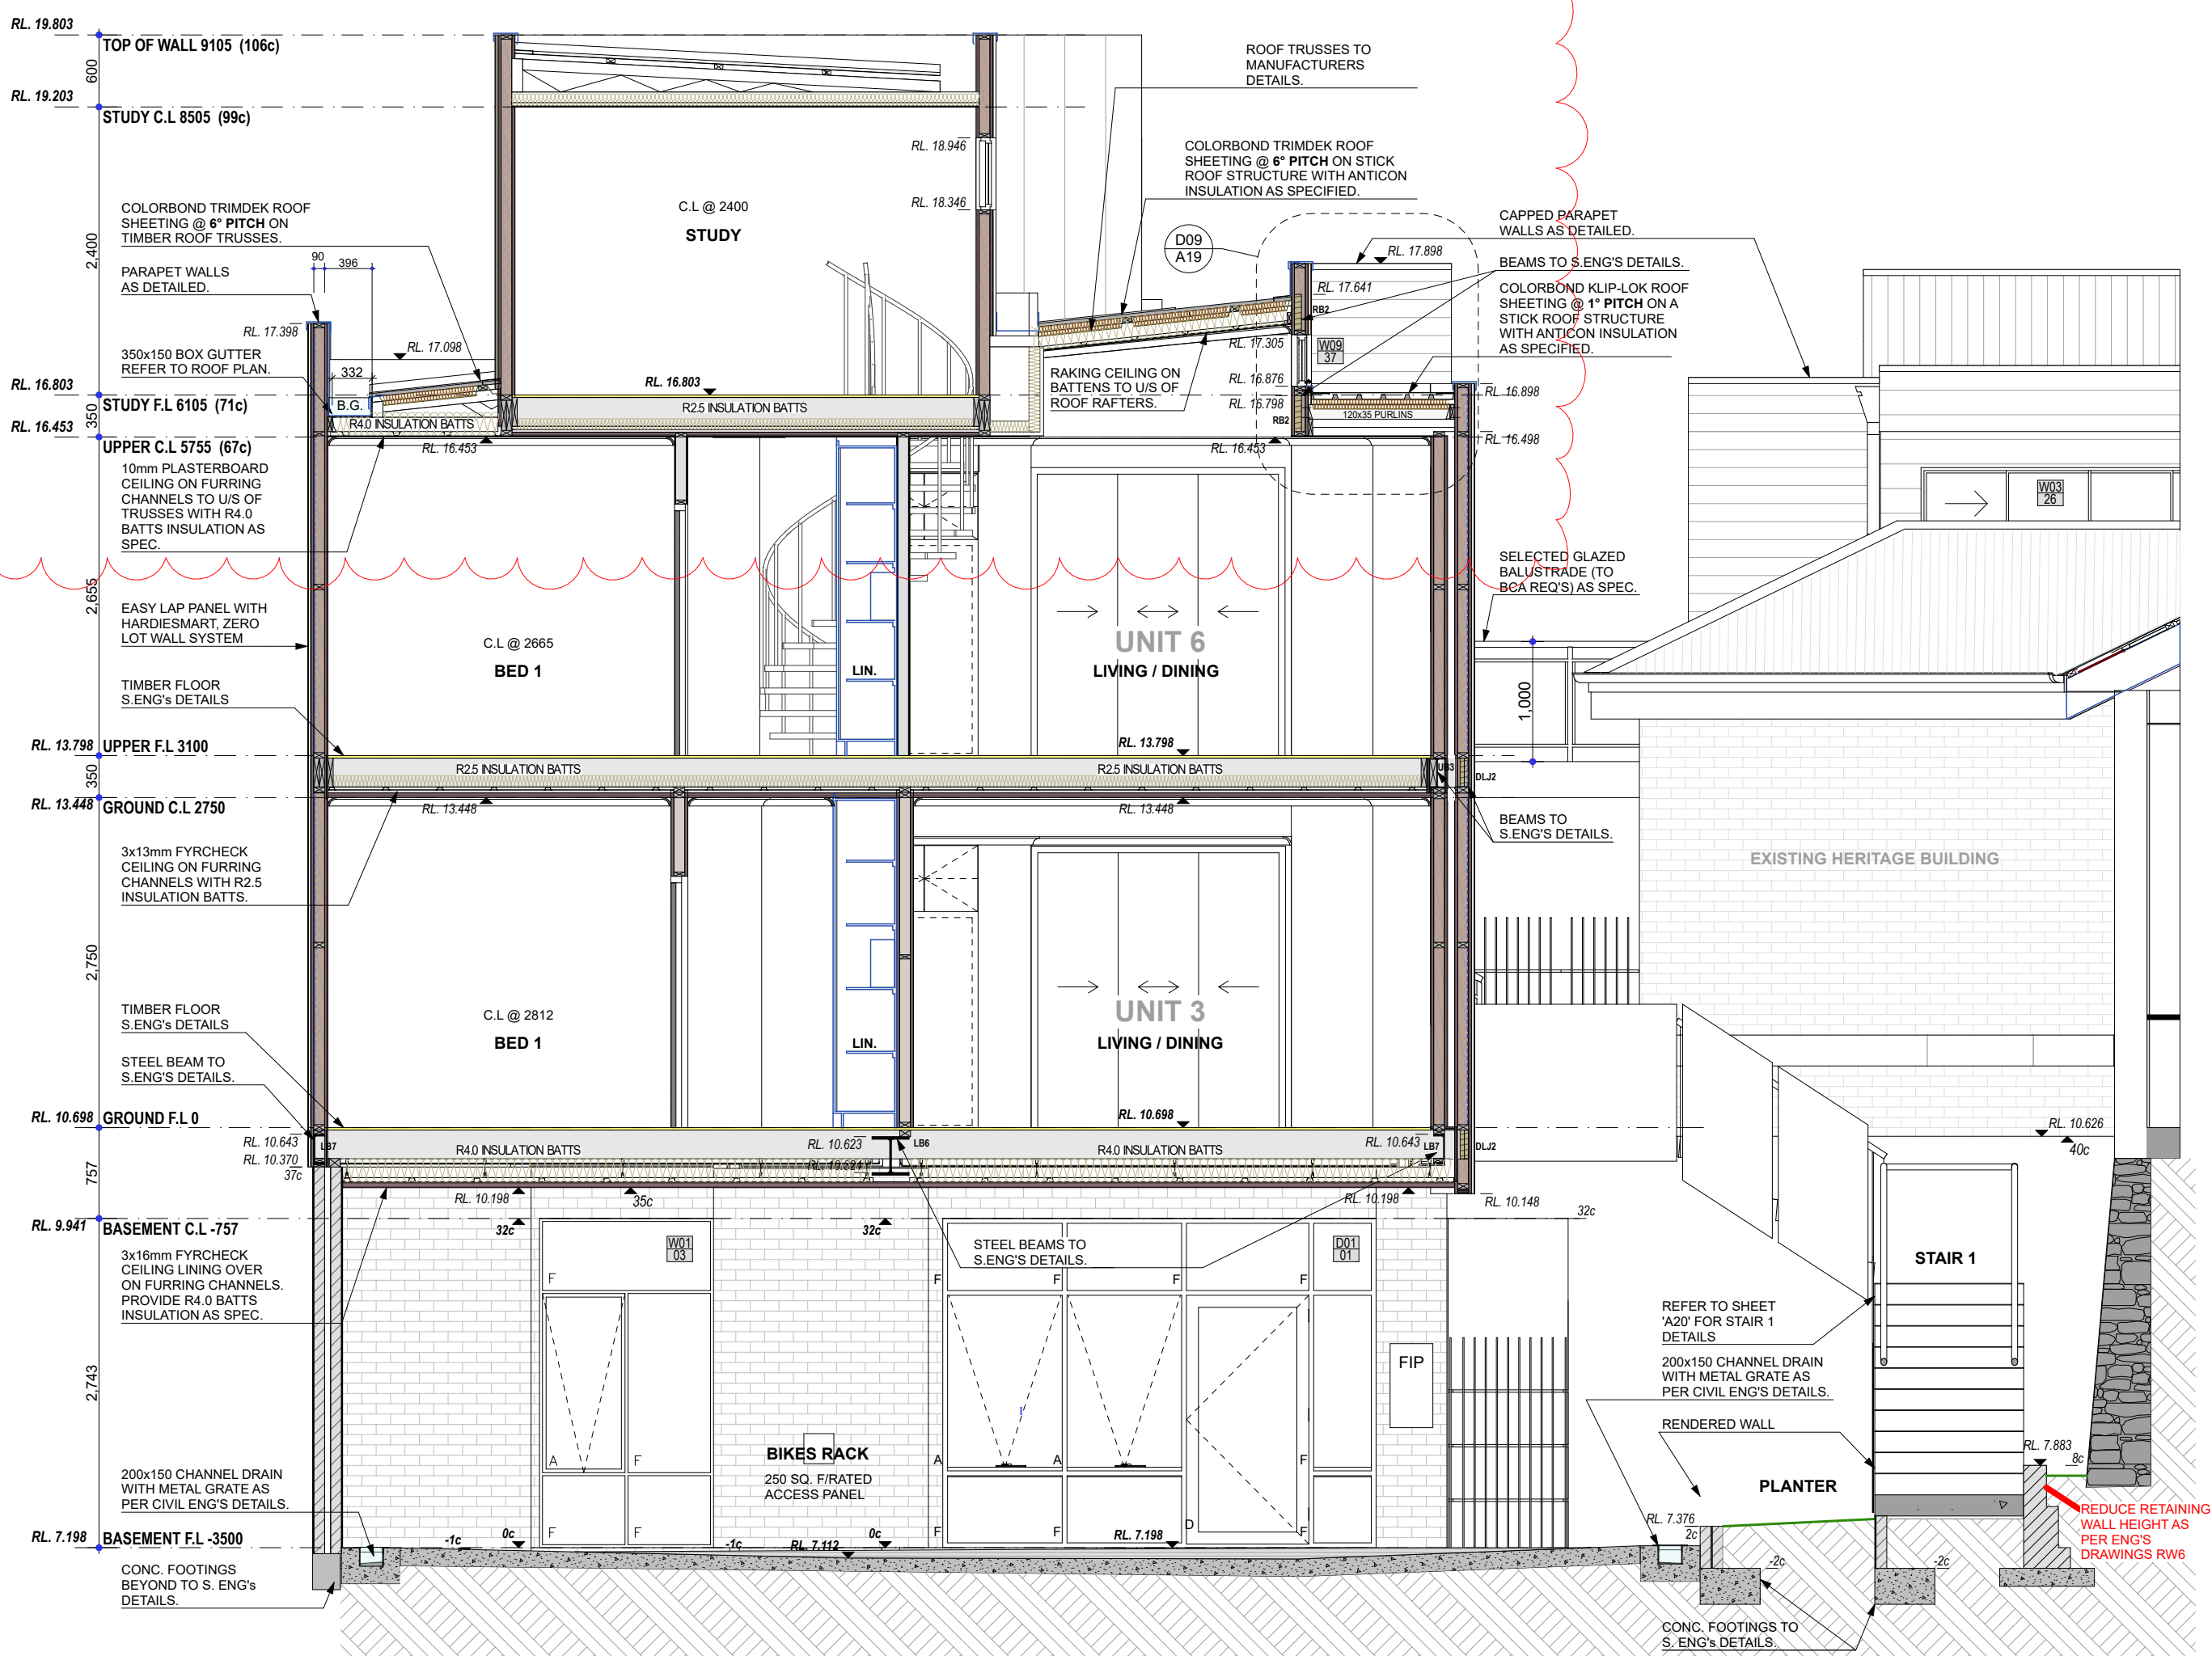 RL. 19.803
TOP OF WALL 9105 (106c)
600
RL. 19.203
STUDY C.L 8505 (99c)
2,400
COLORBOND TRIMDEK ROOF
SHEETING @ 6° PITCH ON
TIMBER ROOF TRUSSES.
90
396
PARAPET WALLS
AS DETAILED.
RL. 17.398
350x150 BOX GUTTER
REFER TO ROOF PLAN.
RL. 17.098
332
B.G.
RL. 16.803
STUDY F.L 6105 (71c)
350
R4.0 INSULATION BATTS
RL. 16.453
UPPER C.L 5755 (67c)
RL. 16.453
10mm PLASTERBOARD
CEILING ON FURRING
CHANNELS TO U/S OF
TRUSSES WITH R4.0
BATTS INSULATION AS
SPEC.
2,655
EASY LAP PANEL WITH
HARDIESMART, ZERO
LOT WALL SYSTEM
TIMBER FLOOR
S.ENG's DETAILS
RL. 13.798
UPPER F.L 3100
350
RL. 13.448
GROUND C.L 2750
3x13mm FYRCHECK
CEILING ON FURRING
CHANNELS WITH R2.5
INSULATION BATTS.
2,750
TIMBER FLOOR
S.ENG's DETAILS
STEEL BEAM TO
S.ENG'S DETAILS.
RL. 10.698
GROUND F.L 0
RL. 10.643
RL. 10.370
37c
757
RL. 9.941
BASEMENT C.L -757
3x16mm FYRCHECK
CEILING LINING OVER
ON FURRING CHANNELS.
PROVIDE R4.0 BATTS
INSULATION AS SPEC.
2,743
200x150 CHANNEL DRAIN
WITH METAL GRATE AS
PER CIVIL ENG'S DETAILS.
RL. 7.198
BASEMENT F.L -3500
CONC. FOOTINGS
BEYOND TO S. ENG's
DETAILS.
C.L @ 2400
STUDY
RL. 18.946
RL. 18.346
RL. 16.803
R2.5 INSULATION BATTS
ROOF TRUSSES TO
MANUFACTURERS
DETAILS.
COLORBOND TRIMDEK ROOF
SHEETING @ 6° PITCH ON STICK
ROOF STRUCTURE WITH ANTICON
INSULATION AS SPECIFIED.
D09
A19
RL. 17.898
RL. 17.641
RB2
RL. 17.305
W09
37
RL. 16.876
RL. 16.798
RB2
120x35 PURLINS
RL. 16.898
RL. 16.498
RL. 16.453
RAKING CEILING ON
BATTENS TO U/S OF
ROOF RAFTERS.
CAPPED PARAPET
WALLS AS DETAILED.
BEAMS TO S.ENG'S DETAILS.
COLORBOND KLIP-LOK ROOF
SHEETING @ 1° PITCH ON A
STICK ROOF STRUCTURE
WITH ANTICON INSULATION
AS SPECIFIED.
W03
26
SELECTED GLAZED
BALUSTRADE (TO
BCA REQ'S) AS SPEC.
1,000
C.L @ 2665
BED 1
LIN.
UNIT 6
LIVING / DINING
RL. 13.798
R2.5 INSULATION BATTS
R2.5 INSULATION BATTS
UB3
DLJ2
RL. 13.448
RL. 13.448
BEAMS TO
S.ENG'S DETAILS.
EXISTING HERITAGE BUILDING
C.L @ 2812
BED 1
LIN.
UNIT 3
LIVING / DINING
RL. 10.698
LB7
R4.0 INSULATION BATTS
RL. 10.623
LB6
R4.0 INSULATION BATTS
RL. 10.643
LB7
DLJ2
RL. 10.198
35c
RL. 10.198
RL. 10.148
32c
32c
32c
RL. 10.626
40c
W01
03
STEEL BEAMS TO
S.ENG'S DETAILS.
D01
01
F
F
F
F
F
A
F
A
A
F
F
F
F
F
D
F
FIP
BIKES RACK
250 SQ. F/RATED
ACCESS PANEL
-1c
0c
-1c
RL. 7.112
0c
RL. 7.198
STAIR 1
REFER TO SHEET
'A20' FOR STAIR 1
DETAILS
200x150 CHANNEL DRAIN
WITH METAL GRATE AS
PER CIVIL ENG'S DETAILS.
RENDERED WALL
PLANTER
RL. 7.883
8c
RL. 7.376
2c
-2c
-2c
REDUCE RETAINING
WALL HEIGHT AS
PER ENG'S
DRAWINGS RW6
CONC. FOOTINGS TO
S. ENG's DETAILS.